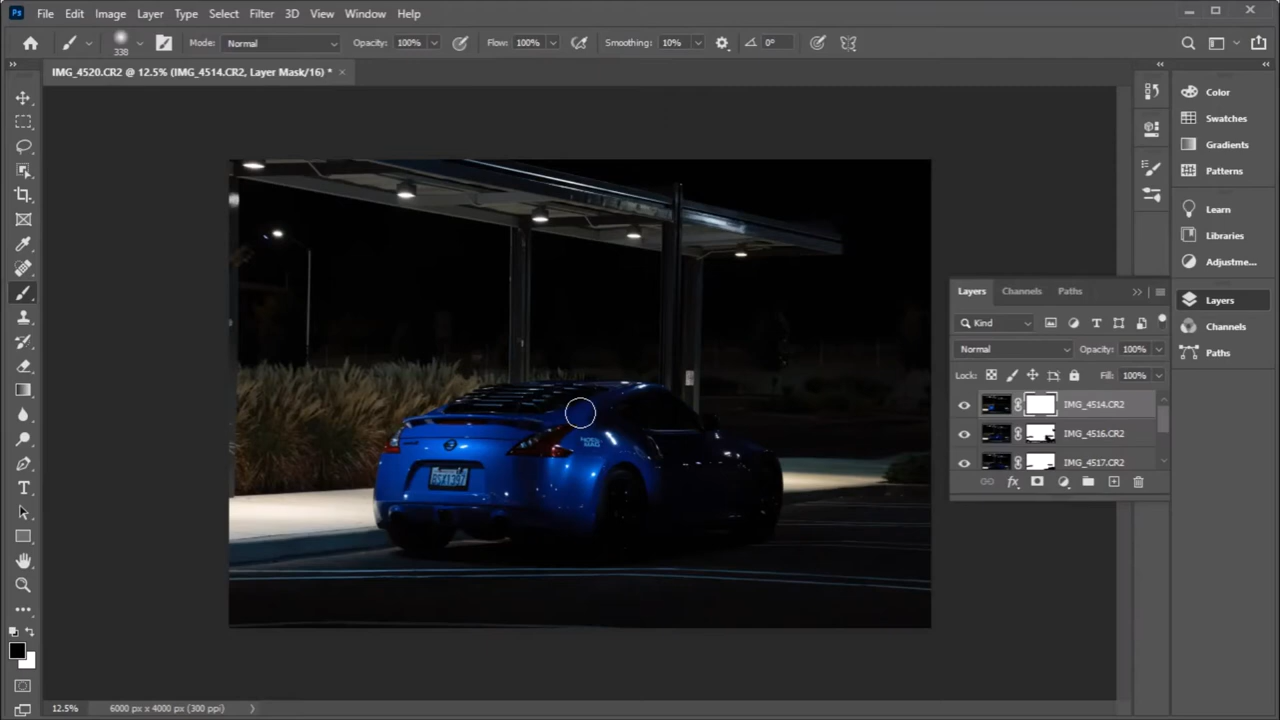 Ps File Edit Image Layer Type Select Filter 3D View Window Help
338 Mode: Normal Opacity: 100% Flow: 100% Smoothing: 10% 0°
IMG_4520.CR2 @ 12.5% (IMG_4514.CR2, Layer Mask/16) * ×
Color
Swatches
Gradients
Patterns
Learn
Libraries
Adjustme...
Layers
Channels
Paths
Layers Channels Paths
Kind
Normal Opacity: 100%
Lock: Fill: 100%
IMG_4514.CR2
IMG_4516.CR2
IMG_4517.CR2
fx
12.5% 6000 px x 4000 px (300 ppi)